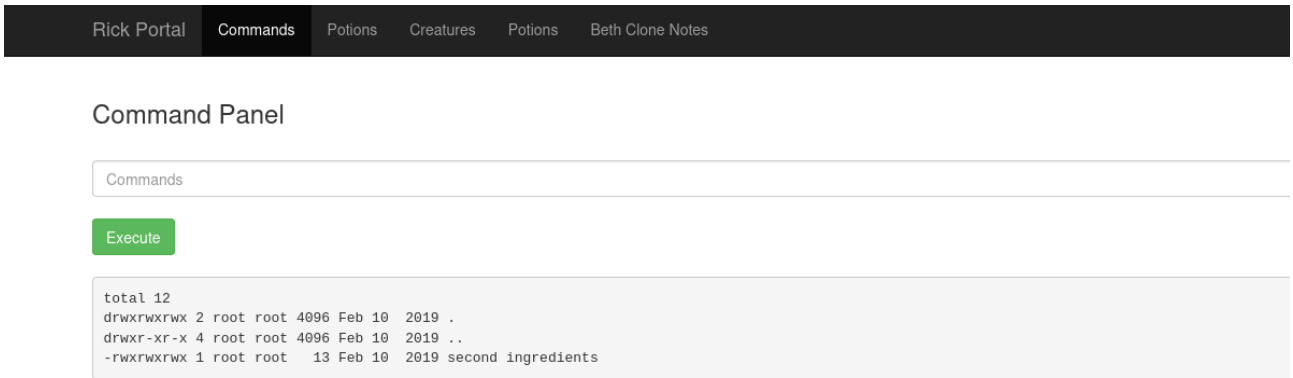 Rick Portal Commands Potions Creatures Potions Beth Clone Notes
Command Panel
Commands
Execute
total 12
drwxrwxrwx 2 root root 4096 Feb 10  2019 .
drwxr-xr-x 4 root root 4096 Feb 10  2019 ..
-rwxrwxrwx 1 root root   13 Feb 10  2019 second ingredients